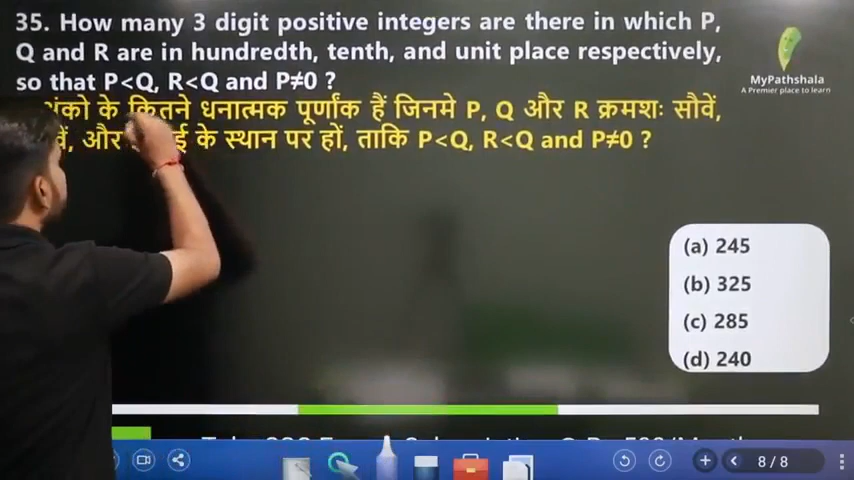 35. How many 3 digit positive integers are there in which P,
Q and R are in hundredth, tenth, and unit place respectively,
so that P<Q, R<Q and P≠0 ?
अंको के कितने धनात्मक पूर्णांक हैं जिनमे P, Q और R क्रमशः सौवें,
और के स्थान पर हों, ताकि P<Q, R<Q and P≠0 ?
MyPathshala
A Premier place to learn
(a) 245
(b) 325
(c) 285
(d) 240
8/8